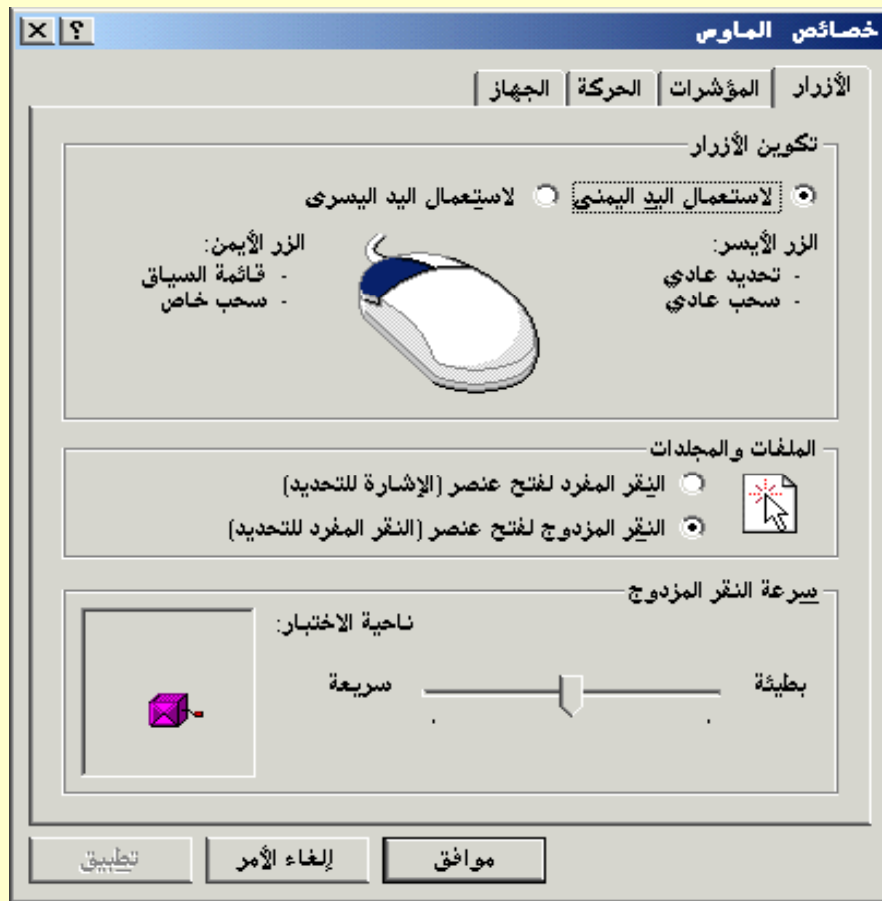 خصائص الماوس
الأزرار المؤشرات الحركة الجهاز
تكوين الأزرار
لاستعمال اليد اليمنى لاستعمال اليد اليسرى
الزر الأيسر: الزر الأيمن:
- تحديد عادي - قائمة السياق
- سحب عادي - سحب خاص
الملفات والمجلدات
النقر المفرد لفتح عنصر (الإشارة للتحديد)
النقر المزدوج لفتح عنصر (النقر المفرد للتحديد)
سرعة النقر المزدوج
ناحية الاختبار:
بطيئة سريعة
موافق إلغاء الأمر تطبيق